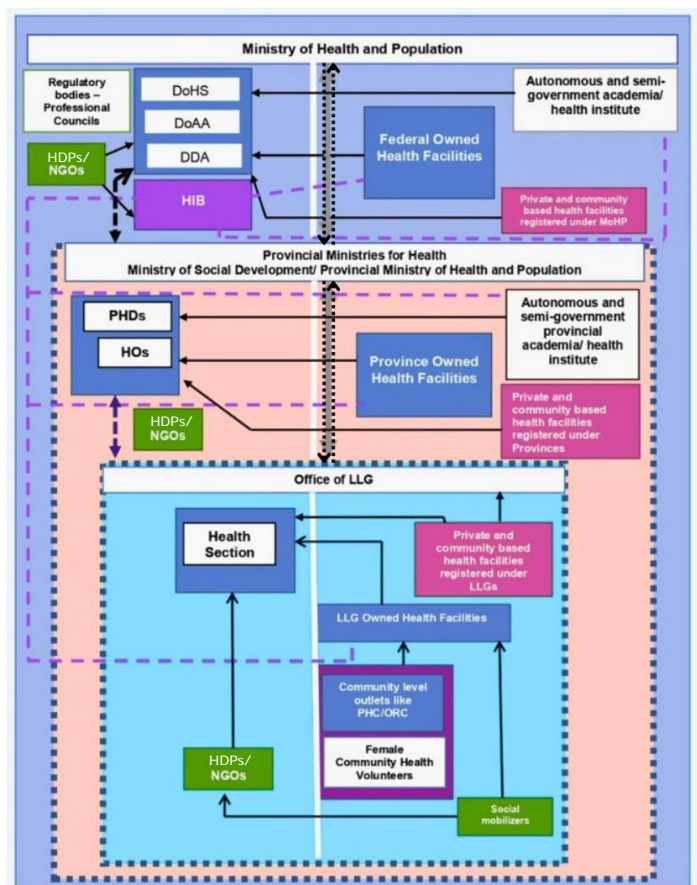 Ministry of Health and Population
Regulatory
bodies –
Professional
Councils
DoHS
DoAA
DDA
HIB
HDPs/
NGOs
Federal Owned
Health Facilities
Autonomous and semi-
government academia/
health institute
Private and community
based health facilities
registered under MoHP
Provincial Ministries for Health
Ministry of Social Development/ Provincial Ministry of Health and Population
PHDs
HOs
HDPs/
NGOs
Province Owned
Health Facilities
Autonomous and
semi-government
provincial
academia/ health
institute
Private and
community based
health facilities
registered under
Provinces
Office of LLG
Health
Section
Private and
community based
health facilities
registered under
LLGs
LLG Owned Health Facilities
Community level
outlets like
PHC/ORC
Female
Community Health
Volunteers
HDPs/
NGOs
Social
mobilizers